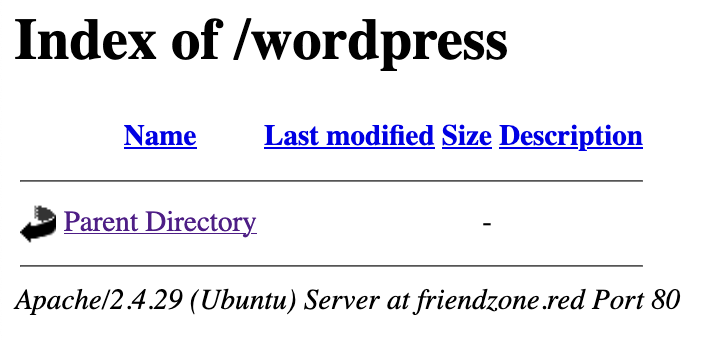 Index of /wordpress
Name Last modified Size Description
Parent Directory -
Apache/2.4.29 (Ubuntu) Server at friendzone.red Port 80